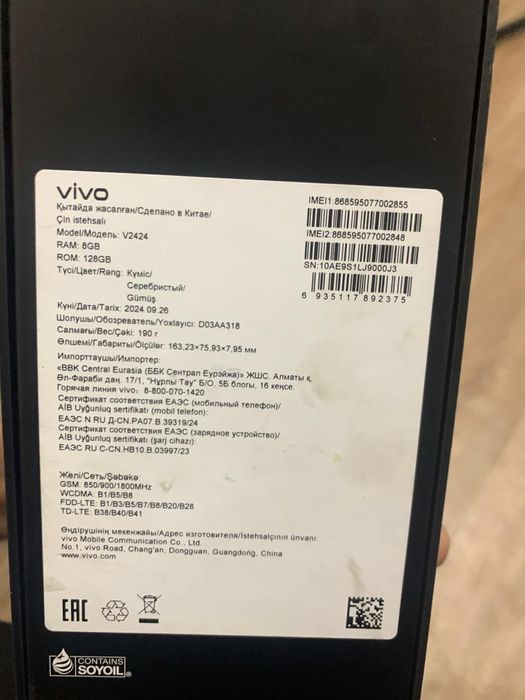 vivo
Қытайда жасалған/Сделано в Китае/
Çin istehsalı
Model/Модель: V2424
RAM: 8GB
ROM: 128GB
Түсі/Цвет/Rəng: Күміс/
Серебристый/
Gümüş
Күні/Дата/Tarix: 2024.09.26
Шолушы/Обозреватель/Yoxlayıcı: D03AA318
Салмағы/Вес/Çəki: 190 г
Өлшемі/Габариты/Ölçülər: 163,23×75,93×7,95 мм
Импорттаушы/Импортер:
«BBK Central Eurasia (ББК Сентрал Еурэйжа)» ЖШС, Алматы қ.
Әл-Фараби даң. 17/1, "Нұрлы Тау" Б/О, 5Б блогы, 16 кеңсе.
Горячая линия vivo: 8-800-070-1420
Сертификат соответствия ЕАЭС (мобильный телефон)/
AİB Uyğunluq sertifikatı (mobil telefon):
ЕАЭС N RU Д-CN.РА07.В.39319/24
Сертификат соответствия ЕАЭС (зарядное устройство)/
AİB Uyğunluq sertifikatı (şarj cihazı):
ЕАЭС RU С-CN.НВ10.В.03997/23
Желі/Сеть/Şəbəkə:
GSM: 850/900/1800MHz
WCDMA: B1/B5/B8
FDD-LTE: B1/B3/B5/B7/B8/B20/B28
TD-LTE: B38/B40/B41
Өндірушінің мекенжайы/Адрес изготовителя/İstehsalçının ünvanı:
vivo Mobile Communication Co., Ltd.
No.1, vivo Road, Chang'an, Dongguan, Guangdong, China
www.vivo.com
IMEI1:868595077002855
IMEI2:868595077002848
SN:10AE9S1LJ9000J3
6 935117 892375
EAC
CONTAINS
SOYOIL®